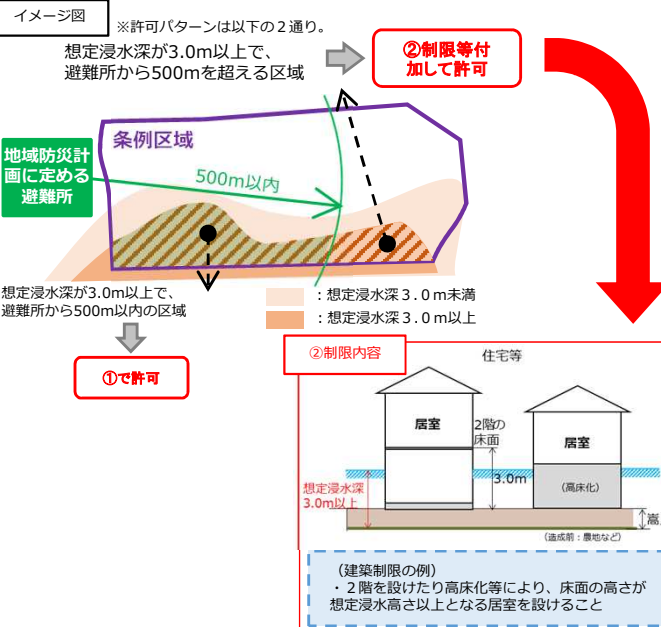 イメージ図
※許可パターンは以下の２通り。
想定浸水深が3.0m以上で、
避難所から500mを超える区域
②制限等付
加して許可
条例区域
地域防災計
画に定める
避難所
500m以内
想定浸水深が3.0m以上で、
避難所から500m以内の区域
：想定浸水深３.０ｍ未満
：想定浸水深３.０ｍ以上
①で許可
②制限内容
住宅等
居室
2階の
床面
居室
3.0m
（高床化）
想定浸水深
3.0m以上
嵩
（造成前：農地など）
（建築制限の例）
・２階を設けたり高床化等により、床面の高さが
想定浸水高さ以上となる居室を設けること